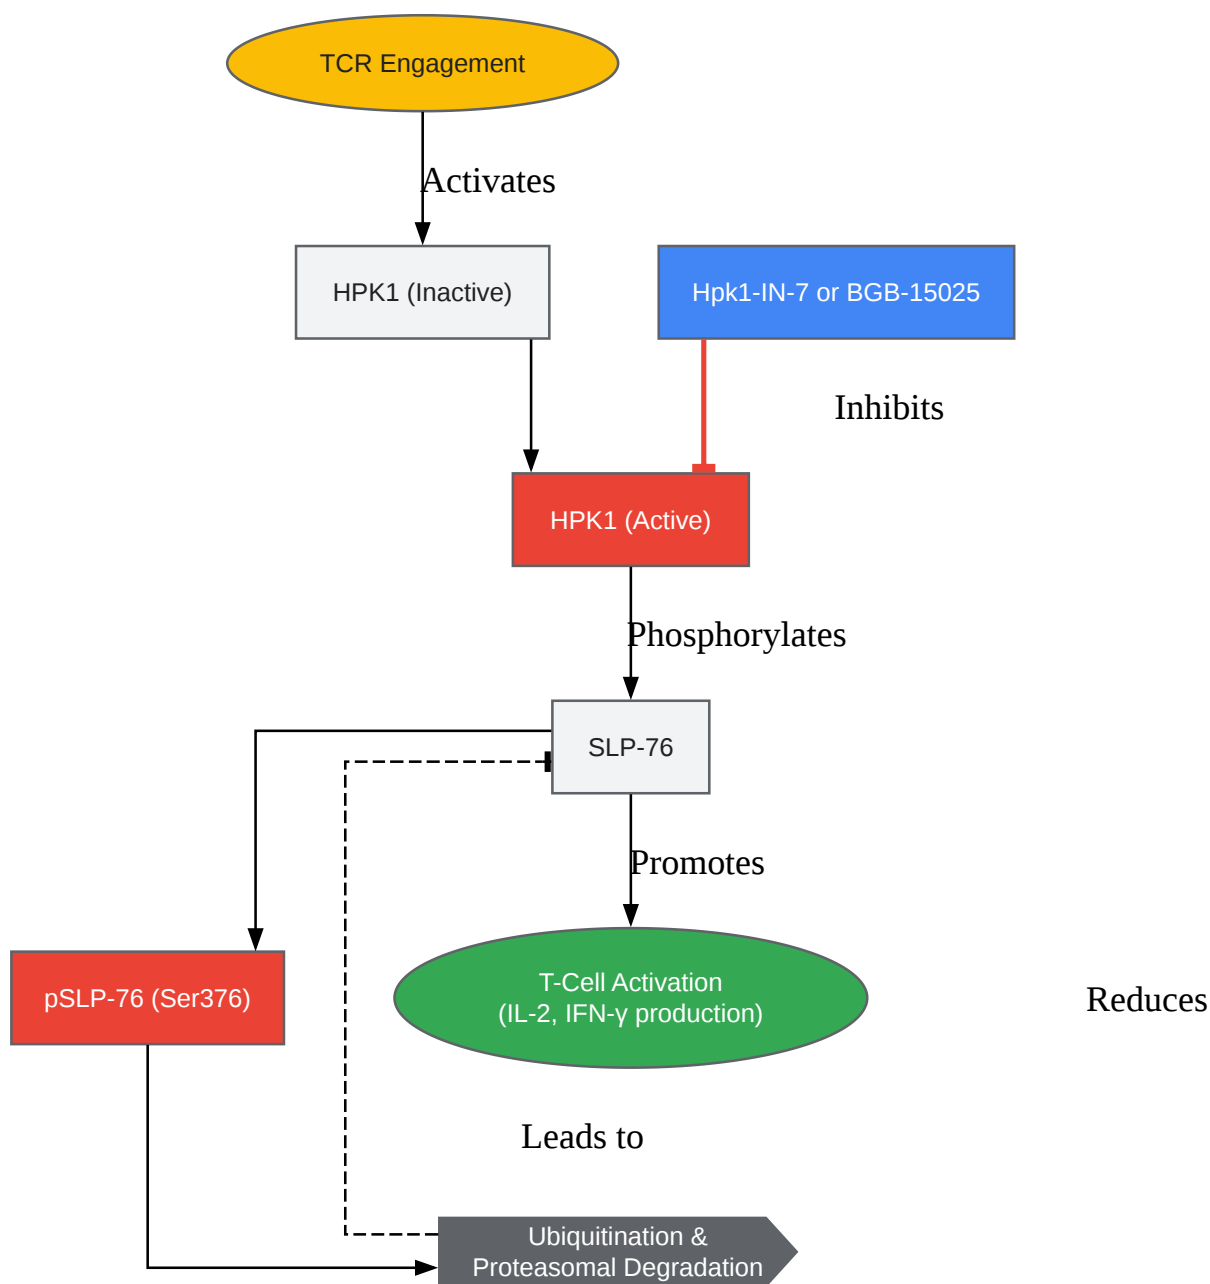 TCR Engagement
Activates
HPK1 (Inactive)
Hpk1-IN-7 or BGB-15025
Inhibits
HPK1 (Active)
Phosphorylates
SLP-76
Promotes
pSLP-76 (Ser376)
T-Cell Activation
(IL-2, IFN-γ production)
Reduces
Leads to
Ubiquitination &
Proteasomal Degradation